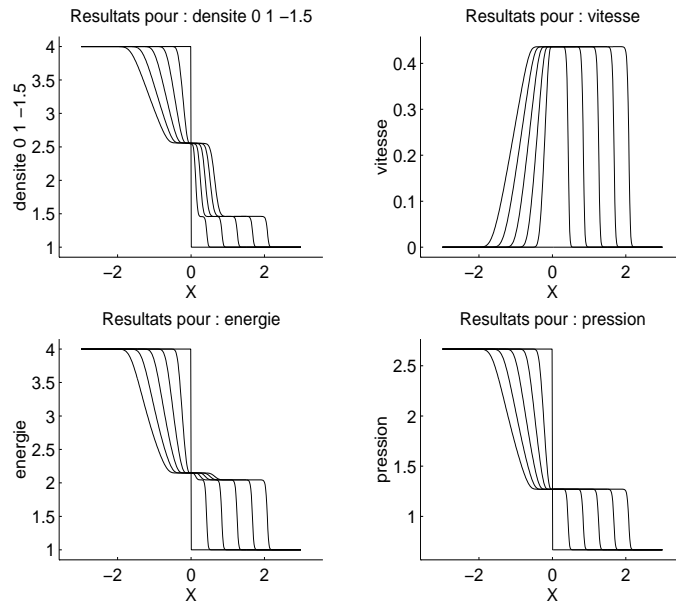 Resultats pour : densite 0 1 −1.5
4
3.5
3
2.5
2
1.5
1
densite 0 1 −1.5
−2
0
2
X
Resultats pour : vitesse
0.4
0.3
0.2
0.1
0
vitesse
−2
0
2
X
Resultats pour : energie
4
3.5
3
2.5
2
1.5
1
energie
−2
0
2
X
Resultats pour : pression
2.5
2
1.5
1
pression
−2
0
2
X